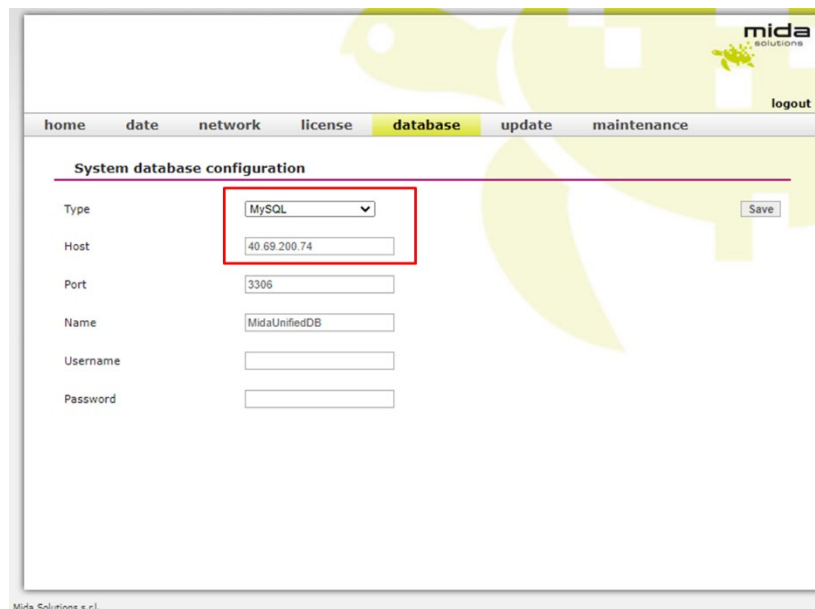 mida
solutions
logout
home date network license database update maintenance
System database configuration
Type MySQL Save
Host 40.69.200.74
Port 3306
Name MidaUnifiedDB
Username
Password
Mida Solutions s.r.l.